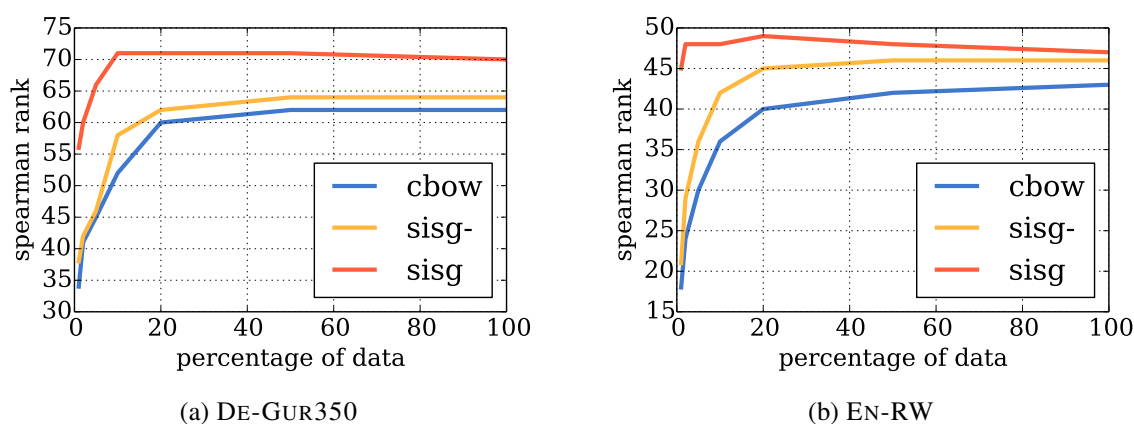 75
70
65
60
55
50
45
40
35
30
spearman rank
0 20 40 60 80 100
percentage of data
cbow
sisg-
sisg
(a) DE-GUR350
50
45
40
35
30
25
20
15
spearman rank
0 20 40 60 80 100
percentage of data
cbow
sisg-
sisg
(b) EN-RW